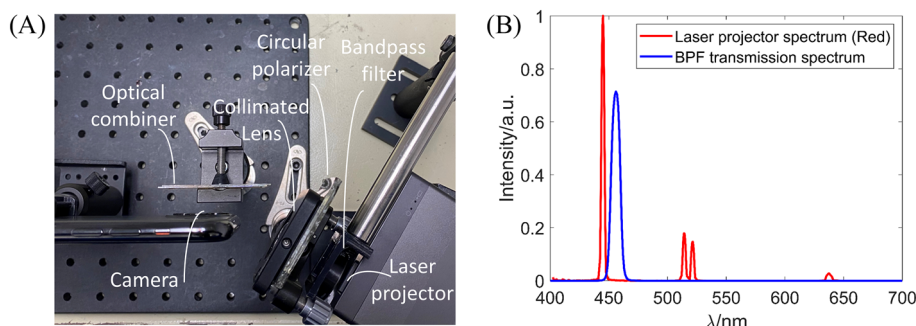 (A)
Circular
polarizer
Bandpass
filter
Optical
combiner
Collimated
Lens
Camera
Laser
projector
(B)
Laser projector spectrum (Red)
BPF transmission spectrum
Intensity/a.u.
1
0.8
0.6
0.4
0.2
0
400
450
500
550
600
650
700
λ/nm